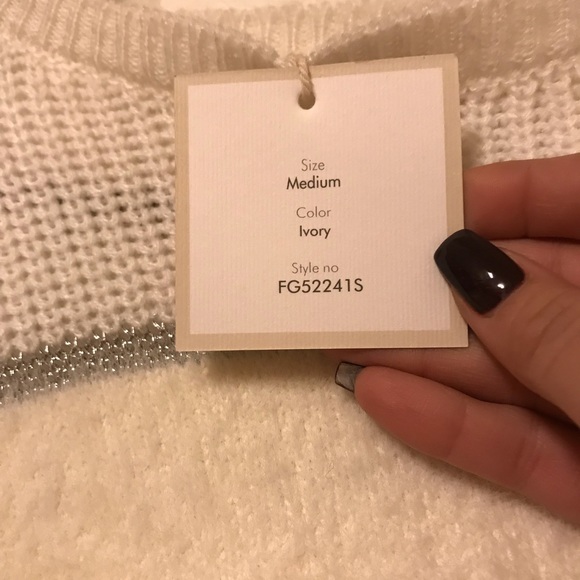 Size
Medium
Color
Ivory
Style no
FG52241S